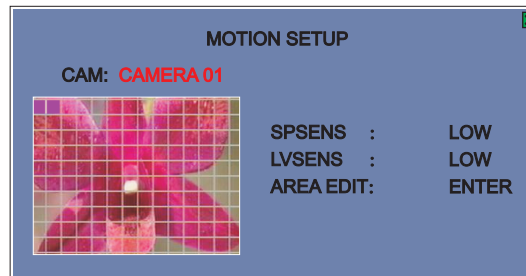 MOTION SETUP
CAM: CAMERA 01
SPSENS : LOW
LVSENS : LOW
AREA EDIT: ENTER